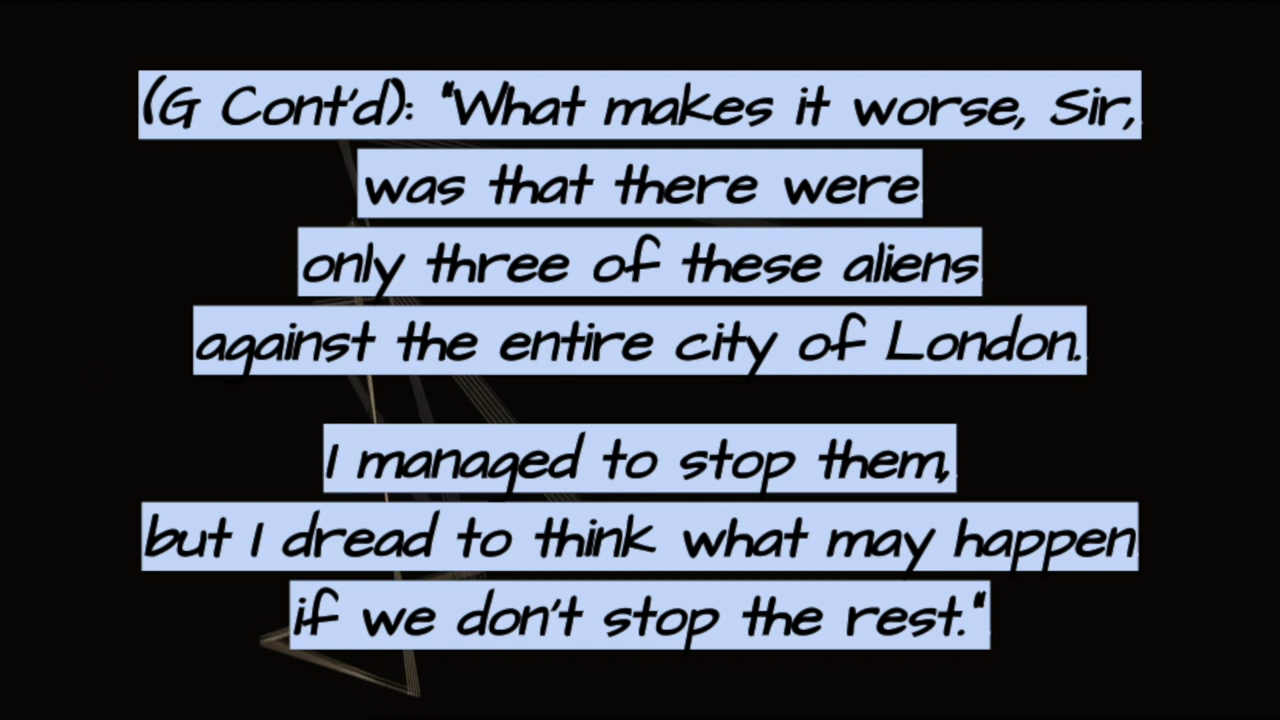 (G Cont'd): "What makes it worse, Sir,
was that there were
only three of these aliens
against the entire city of London.
I managed to stop them,
but I dread to think what may happen
if we don't stop the rest."